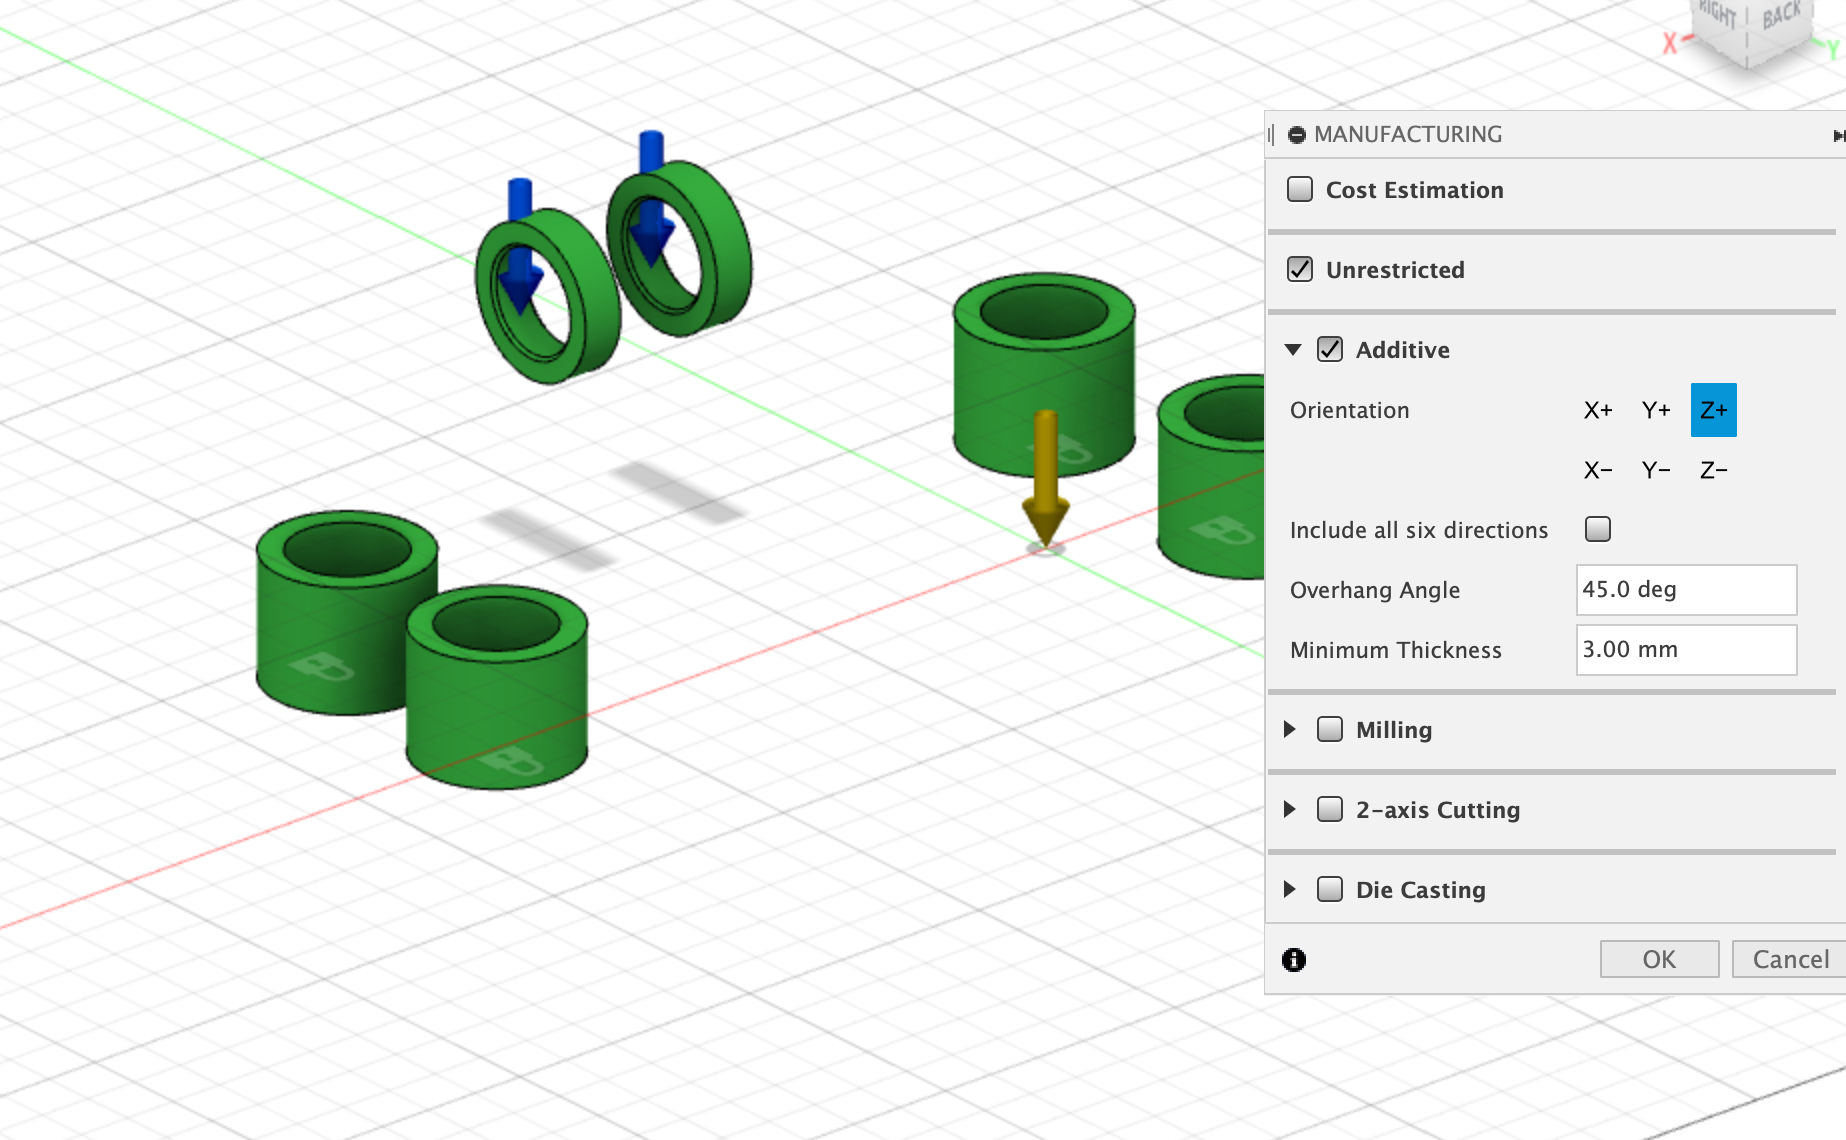 RIGHT
BACK
X
Y
MANUFACTURING
Cost Estimation
Unrestricted
Additive
Orientation
X+ Y+ Z+
X- Y- Z-
Include all six directions
Overhang Angle 45.0 deg
Minimum Thickness 3.00 mm
Milling
2-axis Cutting
Die Casting
OK Cancel